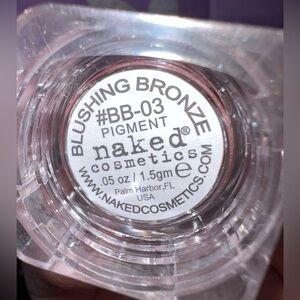 BLUSHING BRONZE
#BB-03
PIGMENT
naked®
cosmetics
.05 oz / 1.5gm e
Palm Harbor,FL
USA
WWW.NAKEDCOSMETICS.COM